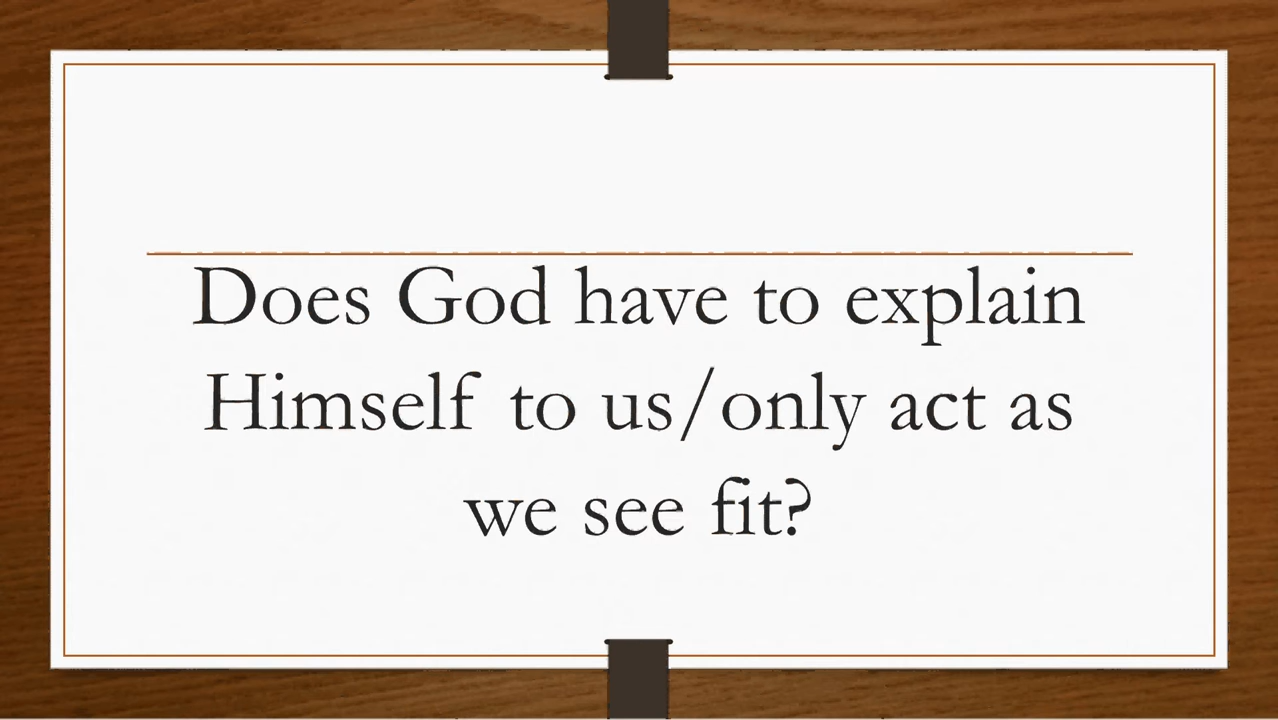 Does God have to explain
Himself to us/only act as
we see fit?